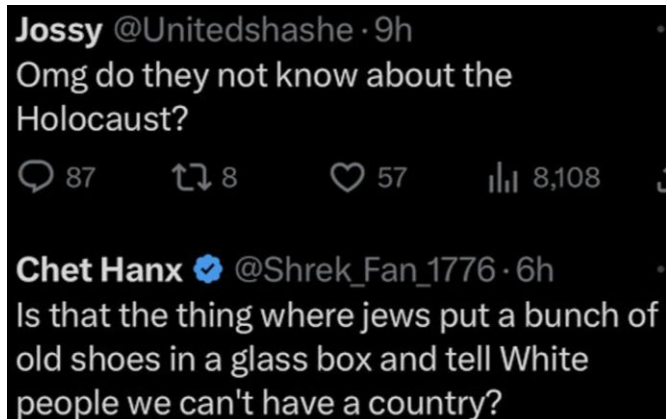 Jossy @Unitedshashe · 9h
Omg do they not know about the
Holocaust?
87 8 57 8,108
Chet Hanx @Shrek_Fan_1776 · 6h
Is that the thing where jews put a bunch of
old shoes in a glass box and tell White
people we can't have a country?